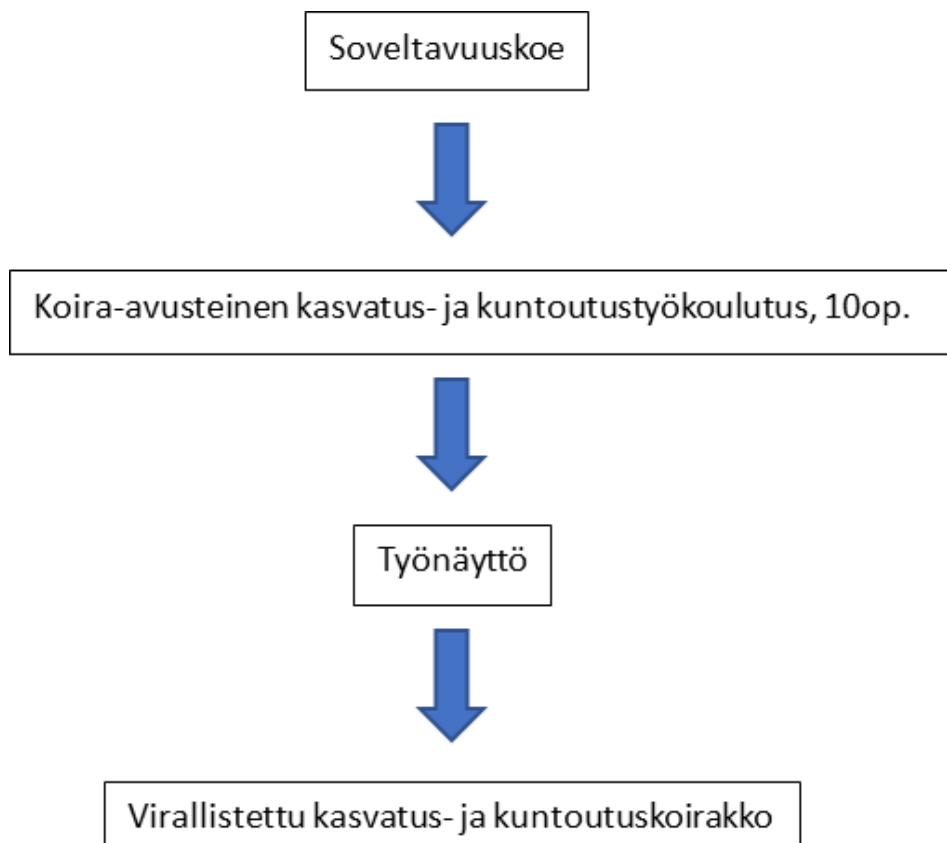 Soveltavuuskoe
Koira-avusteinen kasvatus- ja kuntoutustyökoulutus, 10op.
Työnäyttö
Virallistettu kasvatus- ja kuntoutuskoirakko